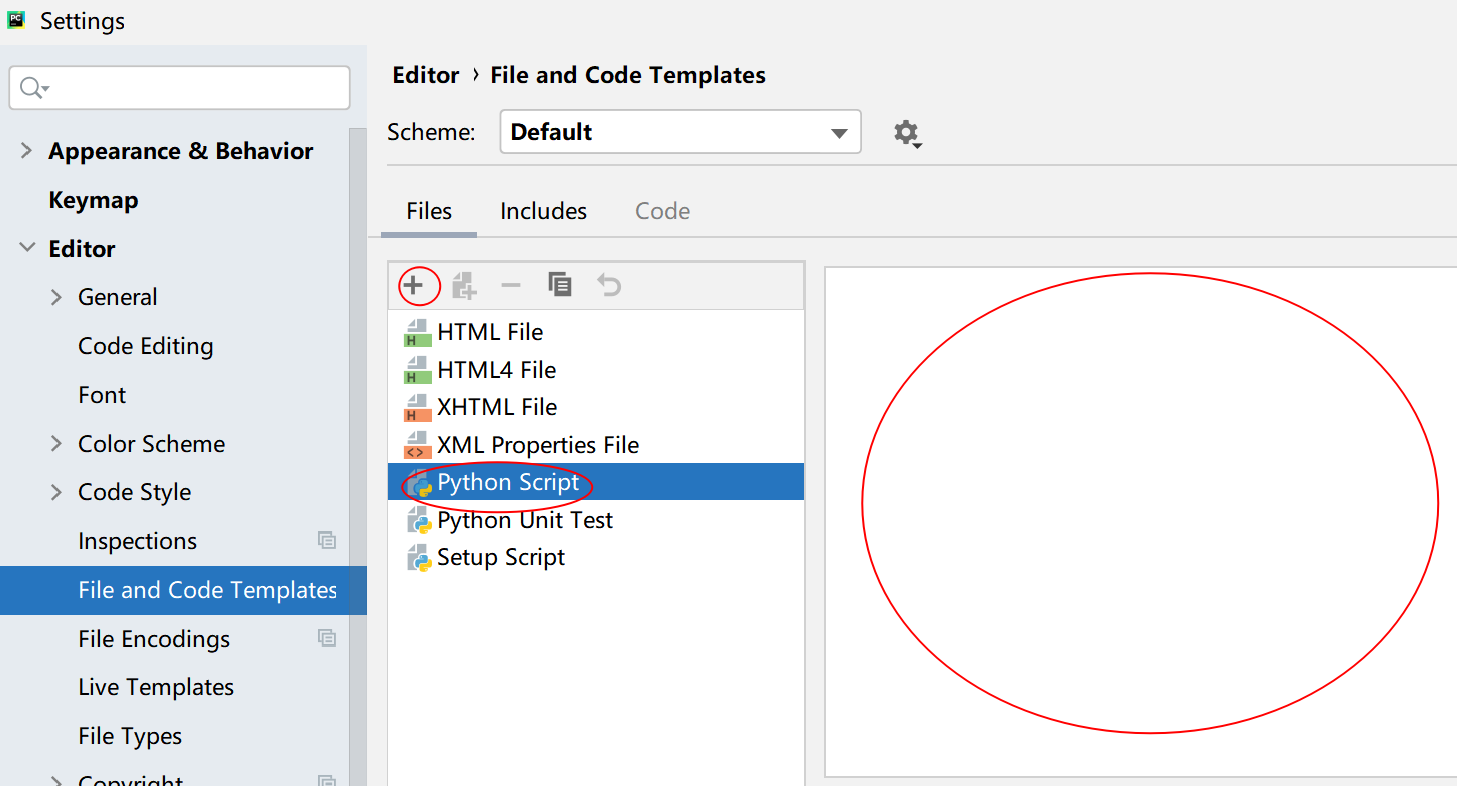 Settings
Appearance & Behavior
Keymap
Editor
General
Code Editing
Font
Color Scheme
Code Style
Inspections
File and Code Templates
File Encodings
Live Templates
File Types
Copyright
Editor › File and Code Templates
Scheme: Default
Files Includes Code
HTML File
HTML4 File
XHTML File
XML Properties File
Python Script
Python Unit Test
Setup Script